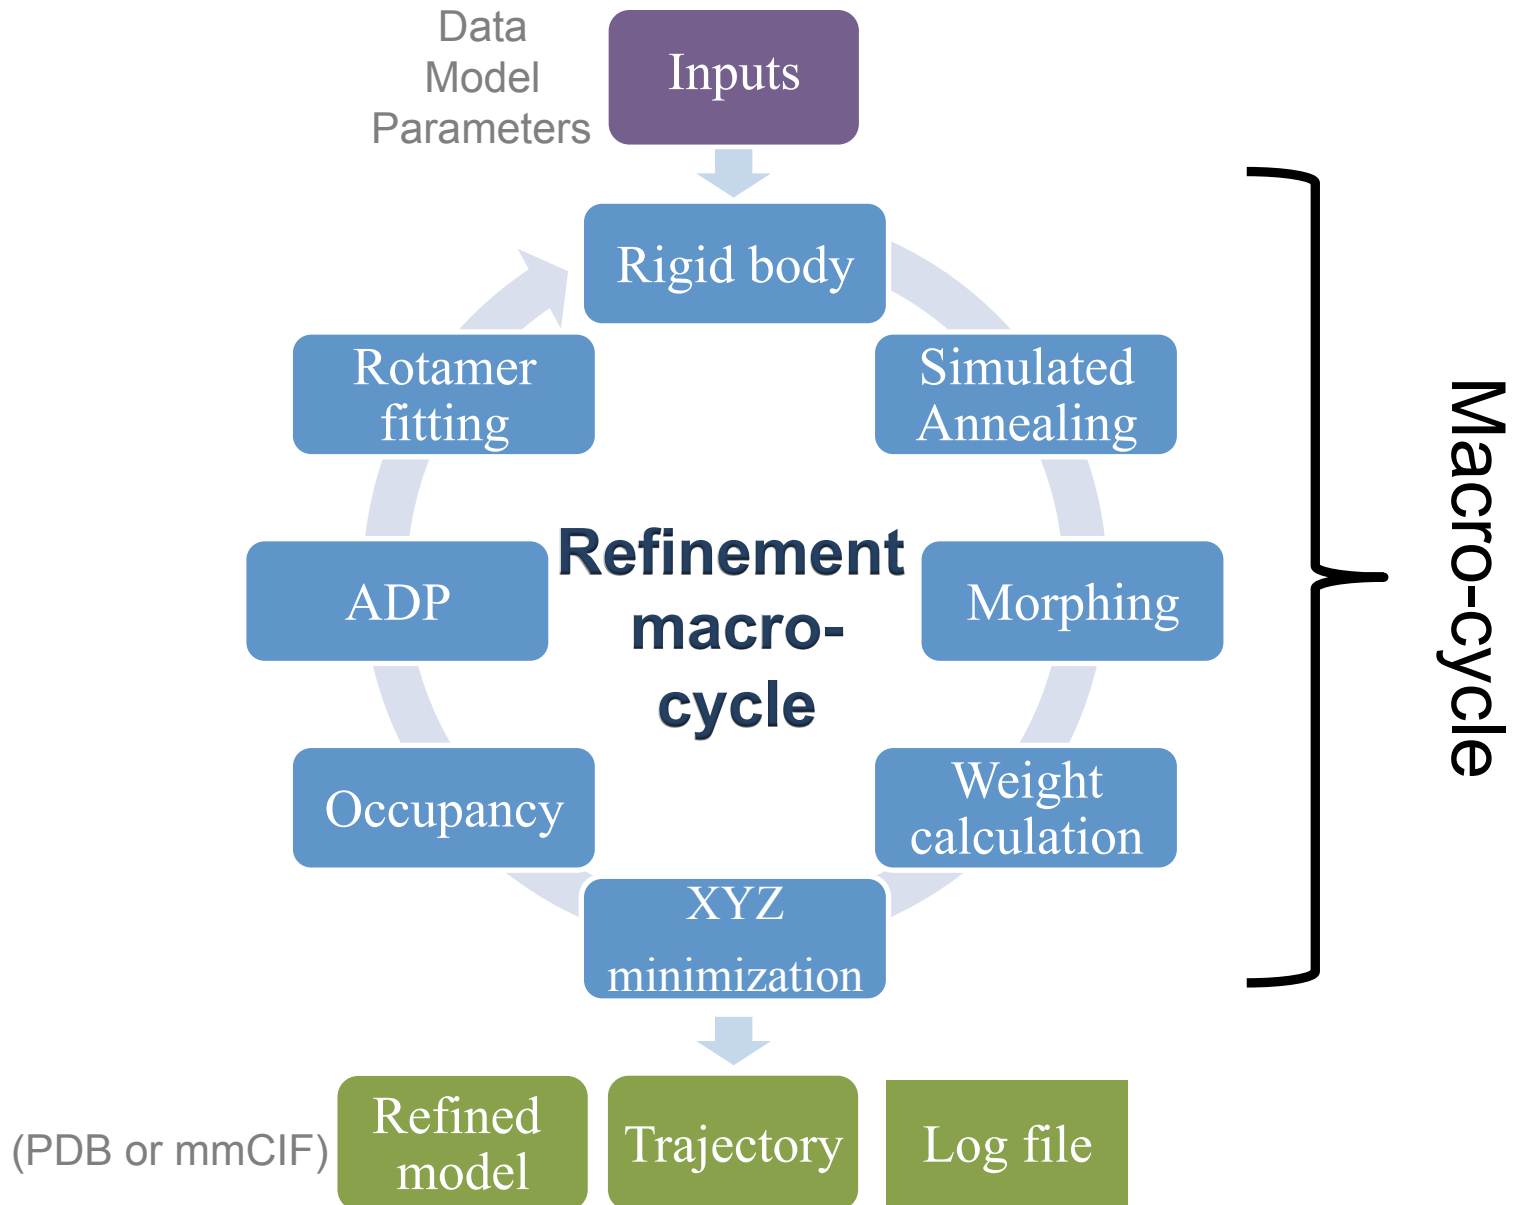 Data
Model
Parameters
Inputs
Rigid body
Rotamer
fitting
Simulated
Annealing
ADP
Refinement
macro-
cycle
Morphing
Occupancy
Weight
calculation
XYZ
minimization
Macro-cycle
(PDB or mmCIF)
Refined
model
Trajectory
Log file